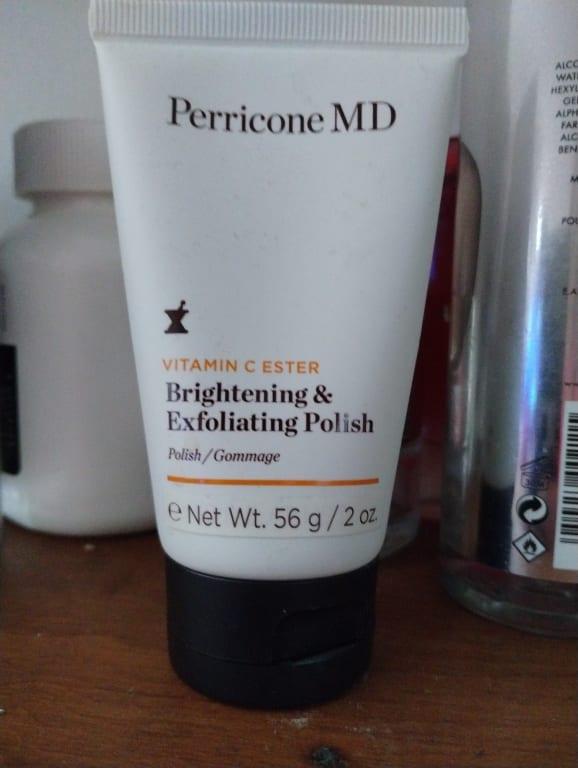 Perricone MD
VITAMIN C ESTER
Brightening &
Exfoliating Polish
Polish/Gommage
e Net Wt. 56 g / 2 oz.